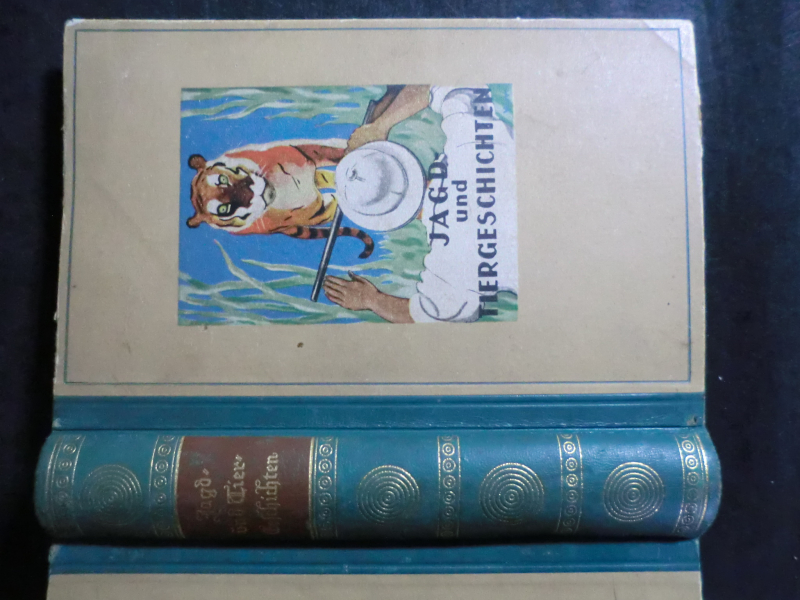 JAGD
und
TIERGESCHICHTEN
Jagd-
und Tier-
geschichten